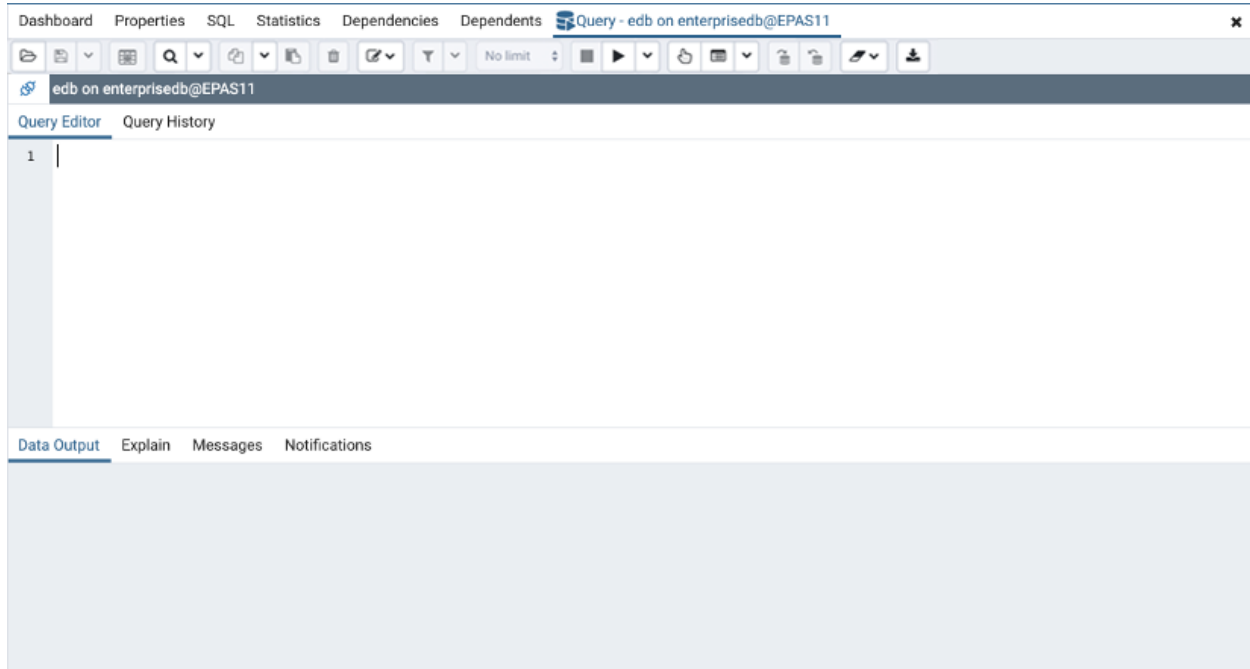 Dashboard Properties SQL Statistics Dependencies Dependents Query - edb on enterprisedb@EPAS11
No limit
edb on enterprisedb@EPAS11
Query Editor Query History
1
Data Output Explain Messages Notifications